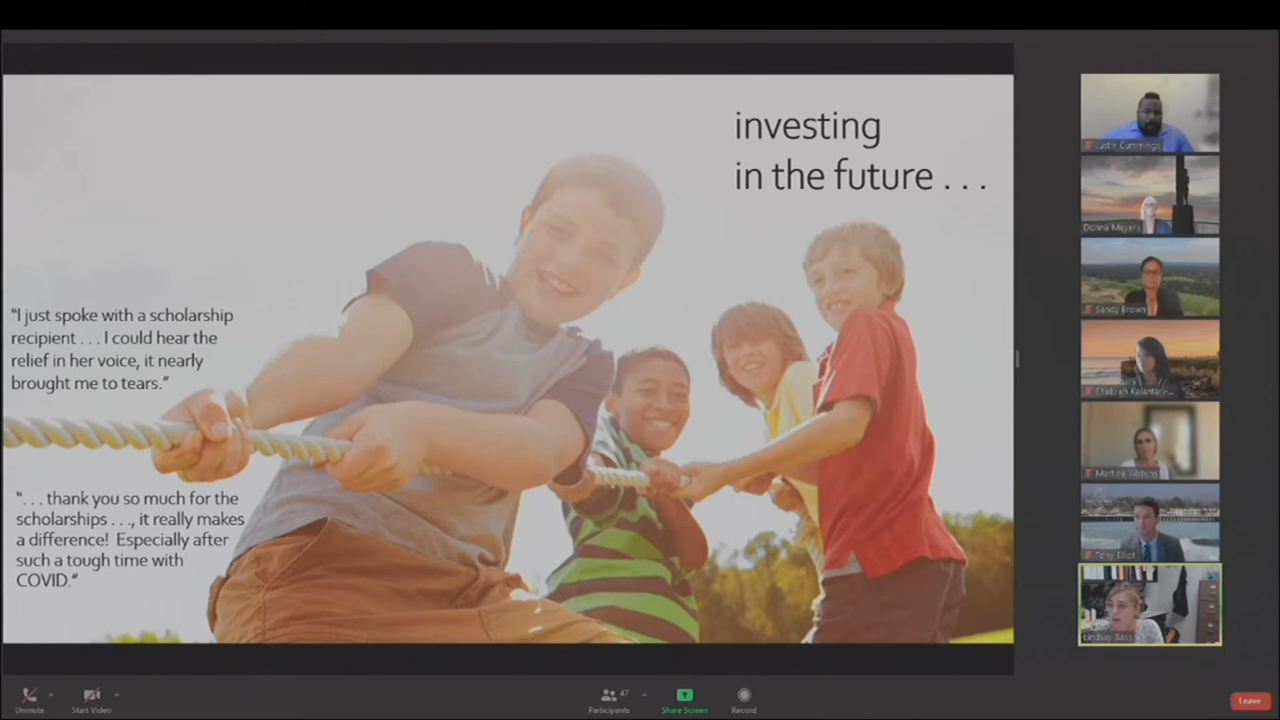 investing
in the future . . .
“I just spoke with a scholarship
recipient . . . I could hear the
relief in her voice, it nearly
brought me to tears.”
“. . . thank you so much for the
scholarships . . ., it really makes
a difference! Especially after
such a tough time with
COVID.”
Justin Cummings
Donna Meyers
Sandy Brown
Shebreh Kalantari-...
Martine Watkins
Tony Elliot
Lindsay Bass
Unmute
Start Video
47
Participants
Share Screen
Record
Leave